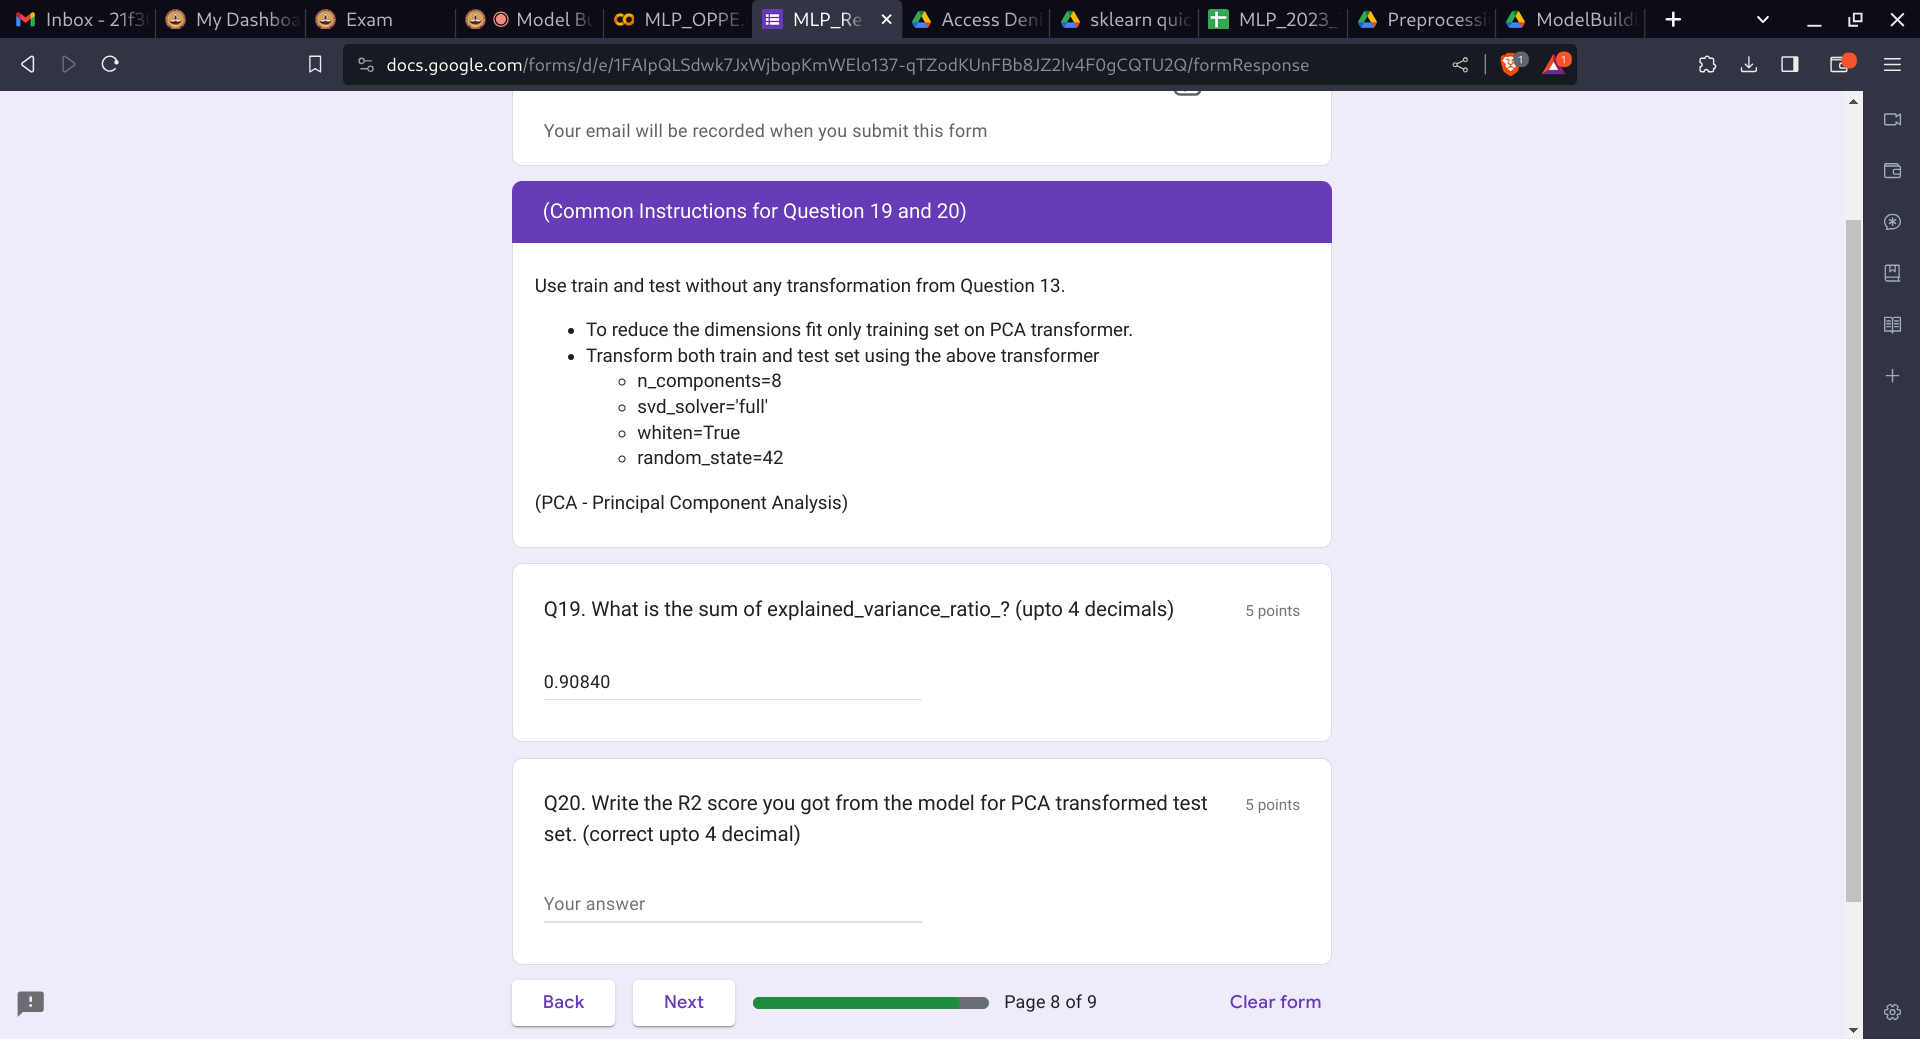 Inbox - 21f3
My Dashboa
Exam
Model Bu
MLP_OPPE.
MLP_Re
Access Deni
sklearn quic
MLP_2023_
Preprocessi
ModelBuildi
docs.google.com/forms/d/e/1FAIpQLSdwk7JxWjbopKmWElo137-qTZodKUnFBb8JZ2Iv4F0gCQTU2Q/formResponse
1
1
Your email will be recorded when you submit this form
(Common Instructions for Question 19 and 20)
Use train and test without any transformation from Question 13.
• To reduce the dimensions fit only training set on PCA transformer.
• Transform both train and test set using the above transformer
◦ n_components=8
◦ svd_solver='full'
◦ whiten=True
◦ random_state=42
(PCA - Principal Component Analysis)
Q19. What is the sum of explained_variance_ratio_? (upto 4 decimals)
5 points
0.90840
Q20. Write the R2 score you got from the model for PCA transformed test
set. (correct upto 4 decimal)
5 points
Your answer
Back
Next
Page 8 of 9
Clear form